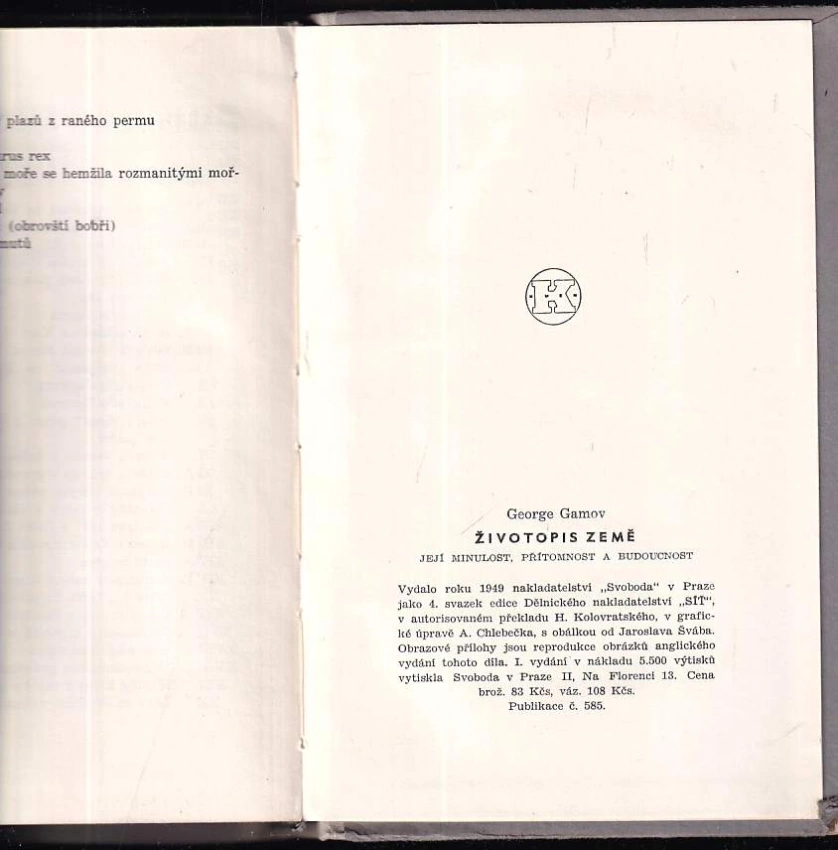 plazů z raného permu
rus rex
moře se hemžila rozmanitými moř-
(obrovští bobři)
mutů
K
George Gamov
ŽIVOTOPIS ZEMĚ
JEJÍ MINULOST, PŘÍTOMNOST A BUDOUCNOST
Vydalo roku 1949 nakladatelství „Svoboda“ v Praze
jako 4. svazek edice Dělnického nakladatelství „SÍŤ“,
v autorisovaném překladu H. Kolovratského, v grafic-
ké úpravě A. Chlebečka, s obálkou od Jaroslava Švába.
Obrazové přílohy jsou reprodukce obrázků anglického
vydání tohoto díla. I. vydání v nákladu 5.500 výtisků
vytiskla Svoboda v Praze II, Na Florenci 13. Cena
brož. 83 Kčs, váz. 108 Kčs.
Publikace č. 585.